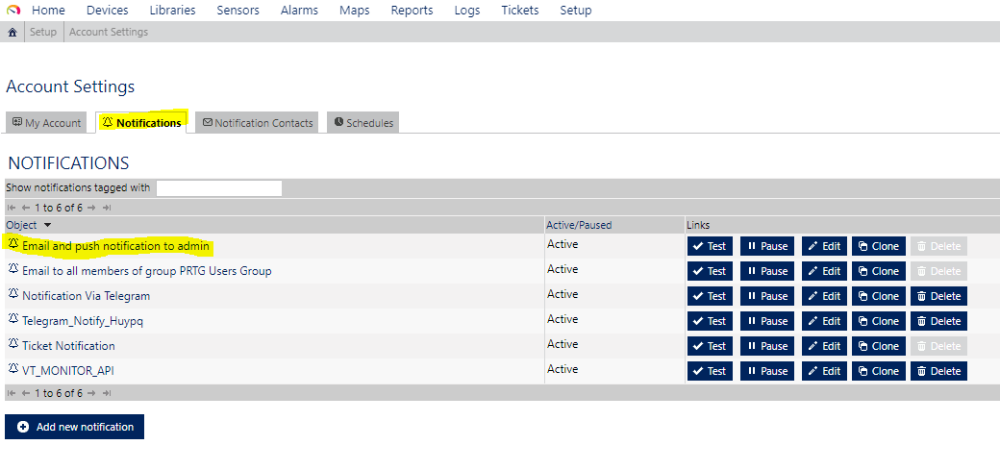 Home Devices Libraries Sensors Alarms Maps Reports Logs Tickets Setup
Setup Account Settings
Account Settings
My Account Notifications Notification Contacts Schedules
NOTIFICATIONS
Show notifications tagged with
1 to 6 of 6
Object Active/Paused Links
Email and push notification to admin Active Test Pause Edit Clone Delete
Email to all members of group PRTG Users Group Active Test Pause Edit Clone Delete
Notification Via Telegram Active Test Pause Edit Clone Delete
Telegram_Notify_Huypq Active Test Pause Edit Clone Delete
Ticket Notification Active Test Pause Edit Clone Delete
VT_MONITOR_API Active Test Pause Edit Clone Delete
1 to 6 of 6
Add new notification